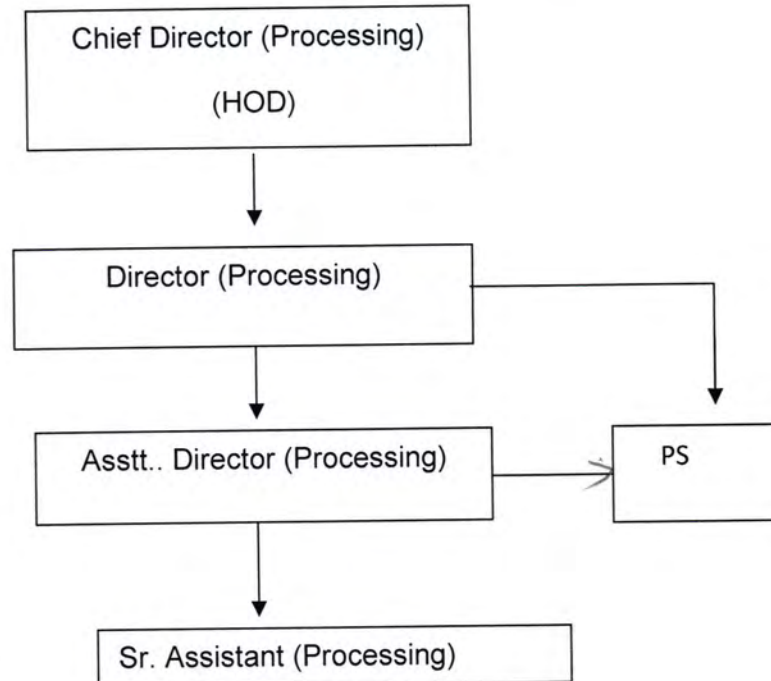 Chief Director (Processing)
(HOD)
Director (Processing)
Asstt.. Director (Processing)
PS
Sr. Assistant (Processing)